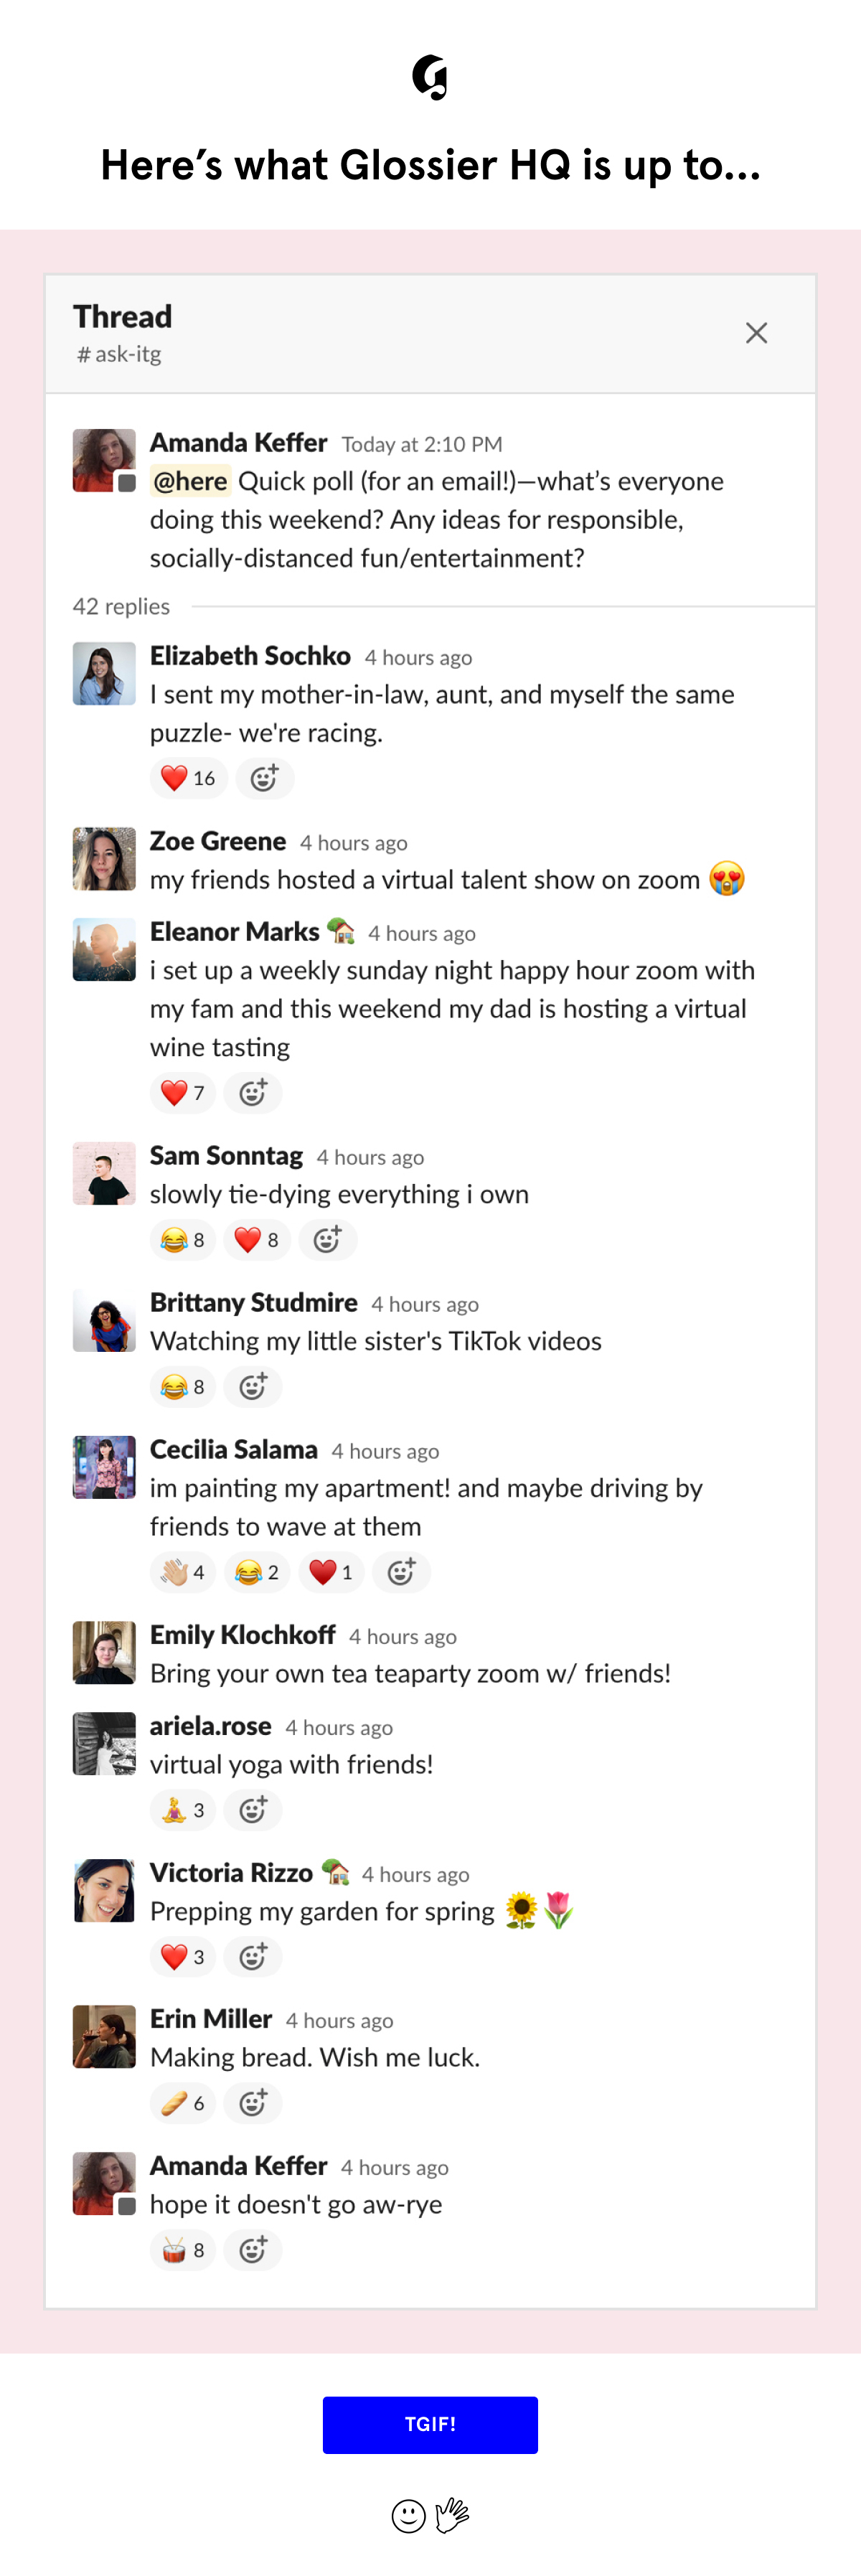 Here’s what Glossier HQ is up to...
Thread
# ask-itg
Amanda Keffer Today at 2:10 PM
@here Quick poll (for an email!)—what’s everyone
doing this weekend? Any ideas for responsible,
socially-distanced fun/entertainment?
42 replies
Elizabeth Sochko 4 hours ago
I sent my mother-in-law, aunt, and myself the same
puzzle- we're racing.
❤️ 16
Zoe Greene 4 hours ago
my friends hosted a virtual talent show on zoom 😍
Eleanor Marks 🏡 4 hours ago
i set up a weekly sunday night happy hour zoom with
my fam and this weekend my dad is hosting a virtual
wine tasting
❤️ 7
Sam Sonntag 4 hours ago
slowly tie-dying everything i own
😂 8 ❤️ 8
Brittany Studmire 4 hours ago
Watching my little sister's TikTok videos
😂 8
Cecilia Salama 4 hours ago
im painting my apartment! and maybe driving by
friends to wave at them
👋🏼 4 😂 2 ❤️ 1
Emily Klochkoff 4 hours ago
Bring your own tea teaparty zoom w/ friends!
ariela.rose 4 hours ago
virtual yoga with friends!
🧘‍♀️ 3
Victoria Rizzo 🏡 4 hours ago
Prepping my garden for spring 🌻🌷
❤️ 3
Erin Miller 4 hours ago
Making bread. Wish me luck.
🥖 6
Amanda Keffer 4 hours ago
hope it doesn't go aw-rye
🥁 8
TGIF!